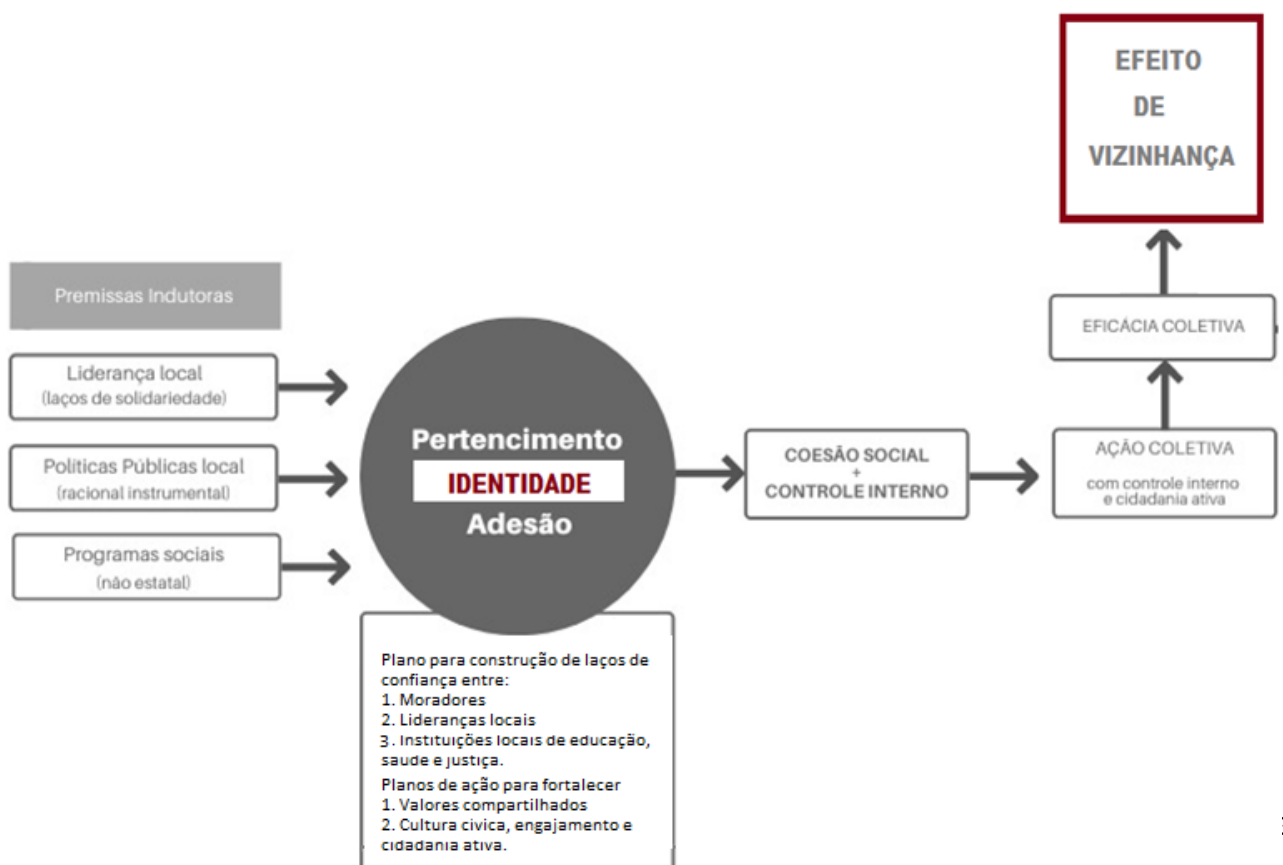 EFEITO
DE
VIZINHANÇA
Premissas Indutoras
Liderança local
(laços de solidariedade)
Políticas Públicas local
(racional instrumental)
Programas sociais
(não estatal)
Pertencimento
IDENTIDADE
Adesão
Plano para construção de laços de
confiança entre:
1. Moradores
2. Lideranças locais
3. Instituições locais de educação,
saude e justiça.
Planos de ação para fortalecer
1. Valores compartilhados
2. Cultura civica, engajamento e
cidadania ativa.
COESÃO SOCIAL
+
CONTROLE INTERNO
AÇÃO COLETIVA
com controle interno
e cidadania ativa
EFICÁCIA COLETIVA